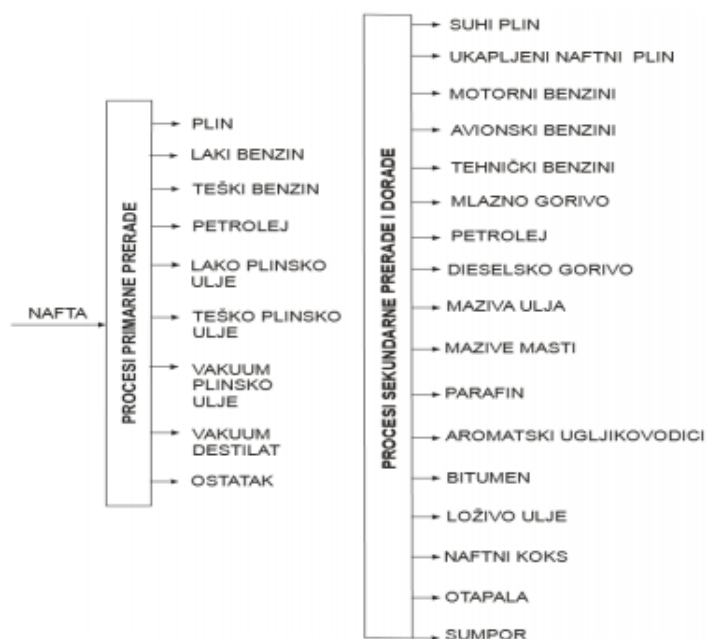 NAFTA
PROCESI PRIMARNE PRERADE
PLIN
LAKI BENZIN
TEŠKI BENZIN
PETROLEJ
LAKO PLINSKO
ULJE
TEŠKO PLINSKO
ULJE
VAKUUM
PLINSKO
ULJE
VAKUUM
DESTILAT
OSTATAK
PROCESI SEKUNDARNE PRERADE I DORADE
SUHI PLIN
UKAPLJENI NAFTNI PLIN
MOTORNI BENZINI
AVIONSKI BENZINI
TEHNIČKI BENZINI
MLAZNO GORIVO
PETROLEJ
DIESELSKO GORIVO
MAZIVA ULJA
MAZIVE MASTI
PARAFIN
AROMATSKI UGLJIKOVODICI
BITUMEN
LOŽIVO ULJE
NAFTNI KOKS
OTAPALA
SUMPOR